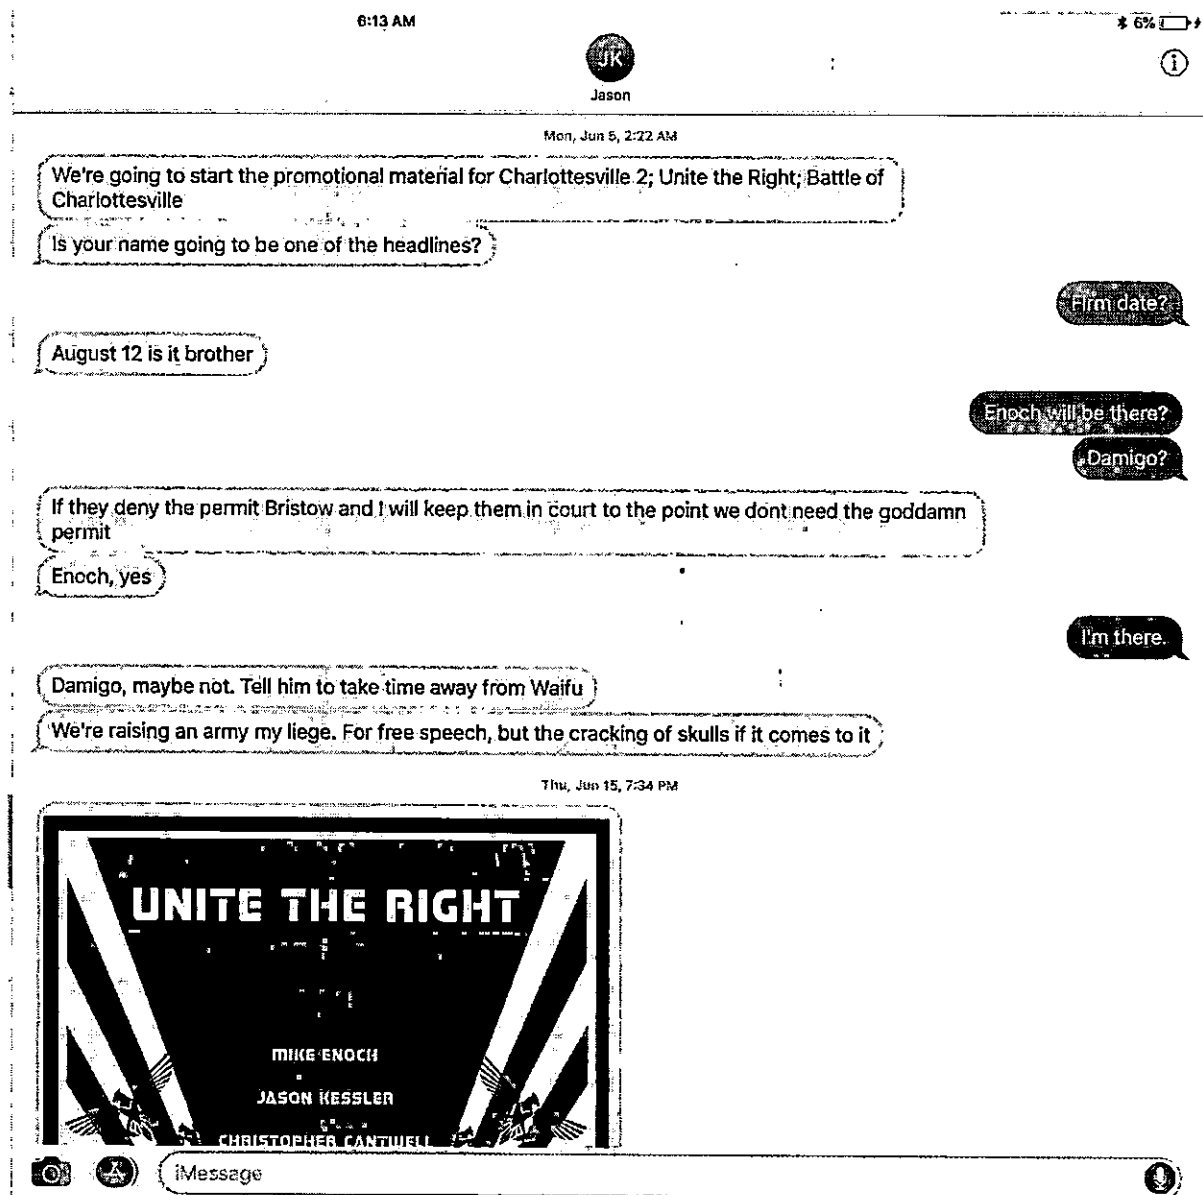 6:13 AM
6%
JK
Jason
Mon, Jun 5, 2:22 AM
We're going to start the promotional material for Charlottesville 2; Unite the Right; Battle of
Charlottesville
Is your name going to be one of the headlines?
Firm date?
August 12 is it brother
Enoch will be there?
Damigo?
If they deny the permit Bristow and I will keep them in court to the point we dont need the goddamn
permit
Enoch, yes
I'm there.
Damigo, maybe not. Tell him to take time away from Waifu
We're raising an army my liege. For free speech, but the cracking of skulls if it comes to it
Thu, Jun 15, 7:34 PM
UNITE THE RIGHT
MIKE ENOCH
JASON KESSLER
CHRISTOPHER CANTWELL
iMessage